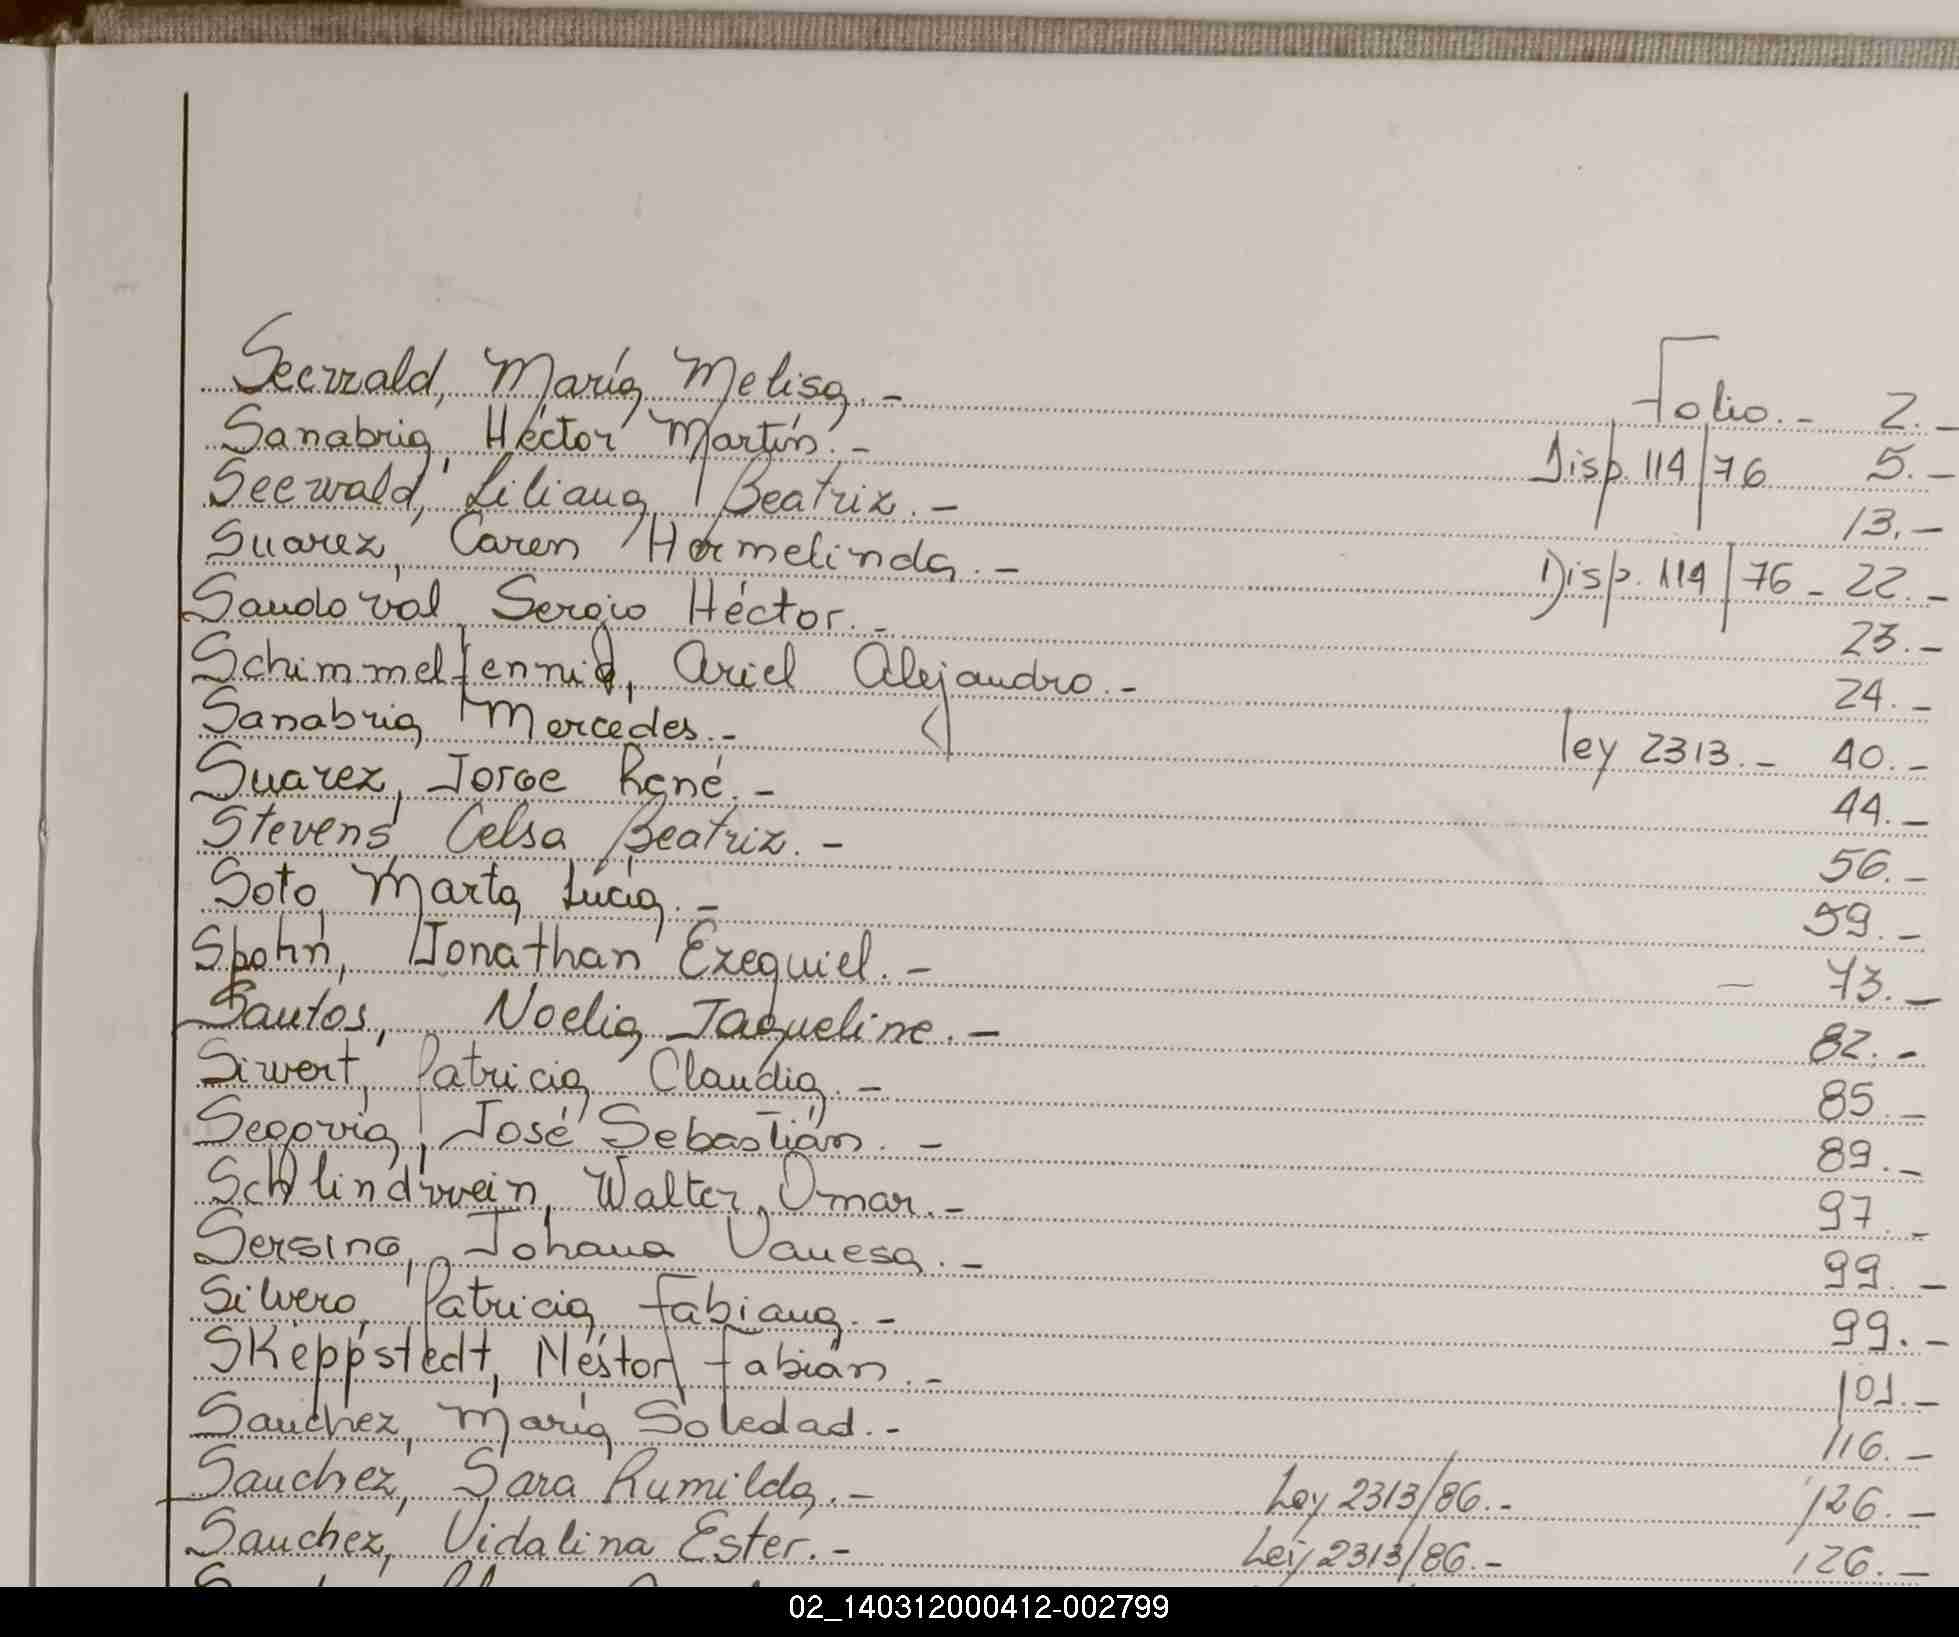 Seewald, María Melisa.- Folio.- 2.-
Sanabria, Héctor Martín.- Disp. 114/76 5.-
Seewald, Liliana Beatriz.- 13.-
Suarez, Caren Hermelinda.- Disp. 114/76 - 22.-
Sandoval, Sergio Héctor.- 23.-
Schimmelfennig, Ariel Alejandro.- 24.-
Sanabria, Mercedes.- Ley 2313.- 40.-
Suarez, Jorge René.- 44.-
Stevens, Celsa Beatriz.- 56.-
Soto, Marta Lucía.- 59.-
Spohn, Jonathan Ezequiel.- - 73.-
Santos, Noelia Jaqueline.- 82.-
Siwert, Patricia Claudia.- 85.-
Segovia, José Sebastián.- 89.-
Schlindwein, Walter Omar.- 97.-
Sersing, Johana Vanesa.- 99.-
Silvero, Patricia Fabiana.- 99.-
Skeppstedt, Néstor Fabián.- 101.-
Sanchez, María Soledad.- 116.-
Sanchez, Sara Rumilda.- Ley 2313/86.- 126.-
Sanchez, Vidalina Ester.- Ley 2313/86.- 126.-
02_140312000412-002799